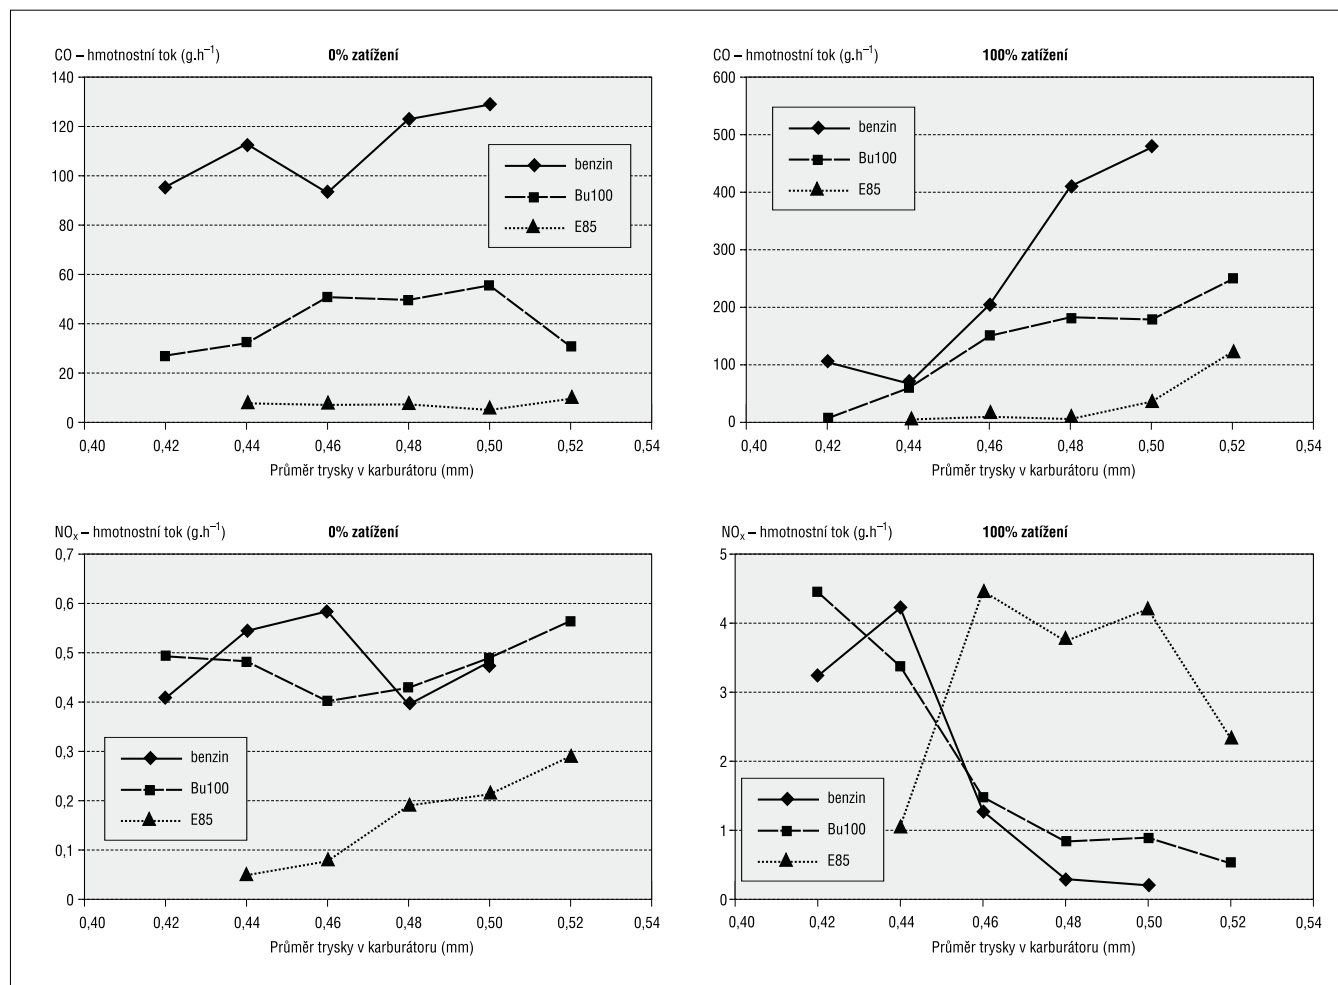 CO – hmotnostní tok (g.h⁻¹)
0% zatížení
140
120
100
80
60
40
20
0
benzin
Bu100
E85
0,40
0,42
0,44
0,46
0,48
0,50
0,52
0,54
Průměr trysky v karburátoru (mm)
CO – hmotnostní tok (g.h⁻¹)
100% zatížení
600
500
400
300
200
100
0
benzin
Bu100
E85
0,40
0,42
0,44
0,46
0,48
0,50
0,52
0,54
Průměr trysky v karburátoru (mm)
NOₓ – hmotnostní tok (g.h⁻¹)
0% zatížení
0,7
0,6
0,5
0,4
0,3
0,2
0,1
0
benzin
Bu100
E85
0,40
0,42
0,44
0,46
0,48
0,50
0,52
0,54
Průměr trysky v karburátoru (mm)
NOₓ – hmotnostní tok (g.h⁻¹)
100% zatížení
5
4
3
2
1
0
benzin
Bu100
E85
0,40
0,42
0,44
0,46
0,48
0,50
0,52
0,54
Průměr trysky v karburátoru (mm)